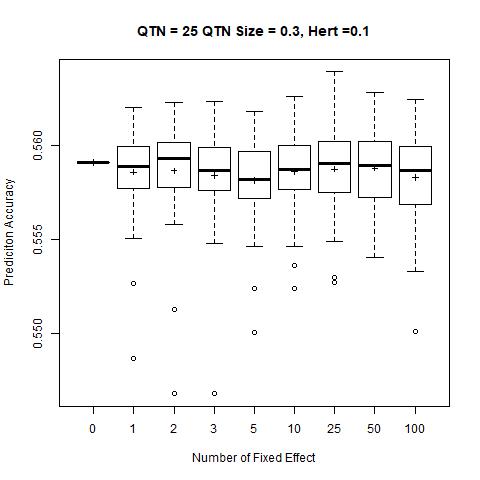 QTN = 25 QTN Size = 0.3, Hert =0.1
Prediciton Accuracy
0.560
0.555
0.550
0 1 2 3 5 10 25 50 100
Number of Fixed Effect